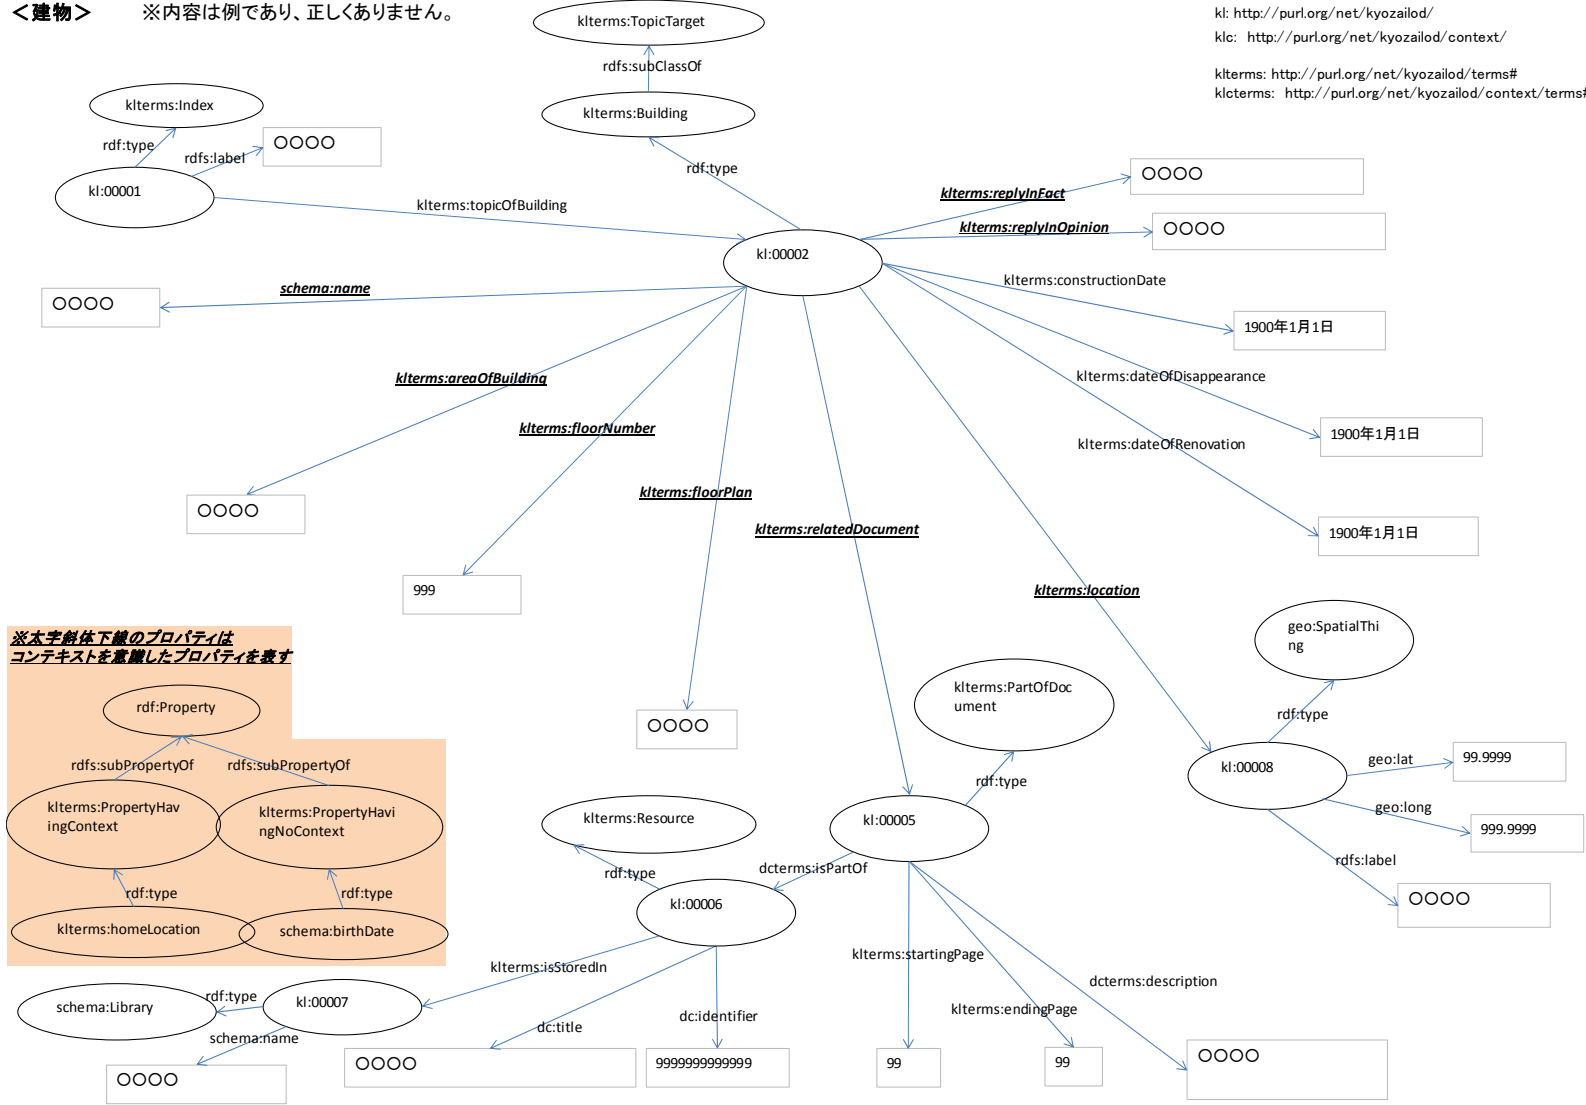 ＜建物＞　※内容は例であり、正しくありません。
kl: http://purl.org/net/kyozailod/
klc: http://purl.org/net/kyozailod/context/
klterms: http://purl.org/net/kyozailod/terms#
klcterms: http://purl.org/net/kyozailod/context/terms#
klterms:TopicTarget
rdfs:subClassOf
klterms:Building
rdf:type
klterms:Index
rdf:type
rdfs:label
〇〇〇〇
kl:00001
klterms:topicOfBuilding
kl:00002
klterms:replyInFact
〇〇〇〇
klterms:replyInOpinion
〇〇〇〇
klterms:constructionDate
1900年1月1日
klterms:dateOfDisappearance
1900年1月1日
klterms:dateOfRenovation
1900年1月1日
schema:name
〇〇〇〇
klterms:areaOfBuilding
〇〇〇〇
klterms:floorNumber
999
klterms:floorPlan
〇〇〇〇
klterms:relatedDocument
klterms:location
geo:SpatialThi
ng
rdf:type
kl:00008
geo:lat
99.9999
geo:long
999.9999
rdfs:label
〇〇〇〇
klterms:PartOfDoc
ument
rdf:type
kl:00005
dcterms:isPartOf
klterms:Resource
rdf:type
kl:00006
klterms:startingPage
99
klterms:endingPage
99
dcterms:description
〇〇〇〇
klterms:isStoredIn
dc:title
〇〇〇〇
dc:identifier
9999999999999
kl:00007
rdf:type
schema:Library
schema:name
〇〇〇〇
※太字斜体下線のプロパティは
コンテキストを意識したプロパティを表す
rdf:Property
rdfs:subPropertyOf
rdfs:subPropertyOf
klterms:PropertyHav
ingContext
klterms:PropertyHavi
ngNoContext
rdf:type
rdf:type
klterms:homeLocation
schema:birthDate